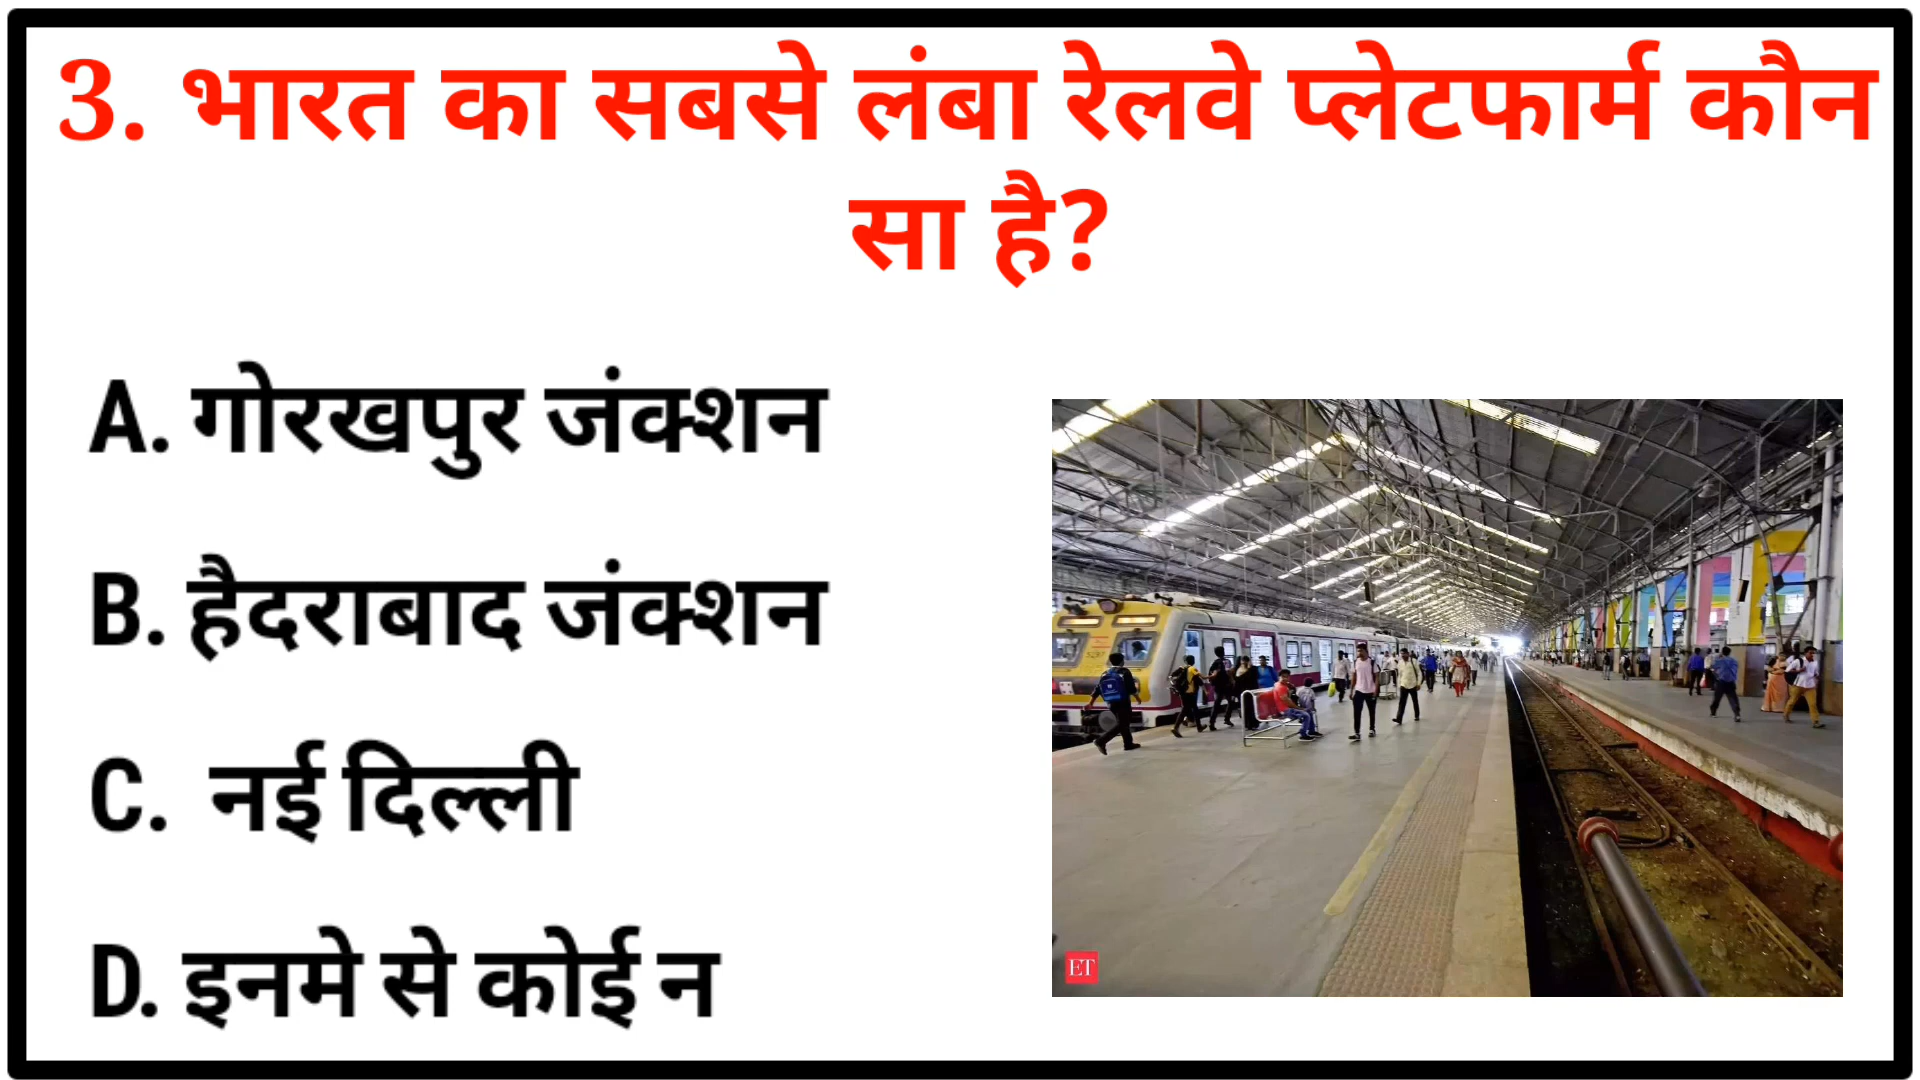 3. भारत का सबसे लंबा रेलवे प्लेटफार्म कौन
सा है?
A. गोरखपुर जंक्शन
B. हैदराबाद जंक्शन
C. नई दिल्ली
D. इनमे से कोई न
ET